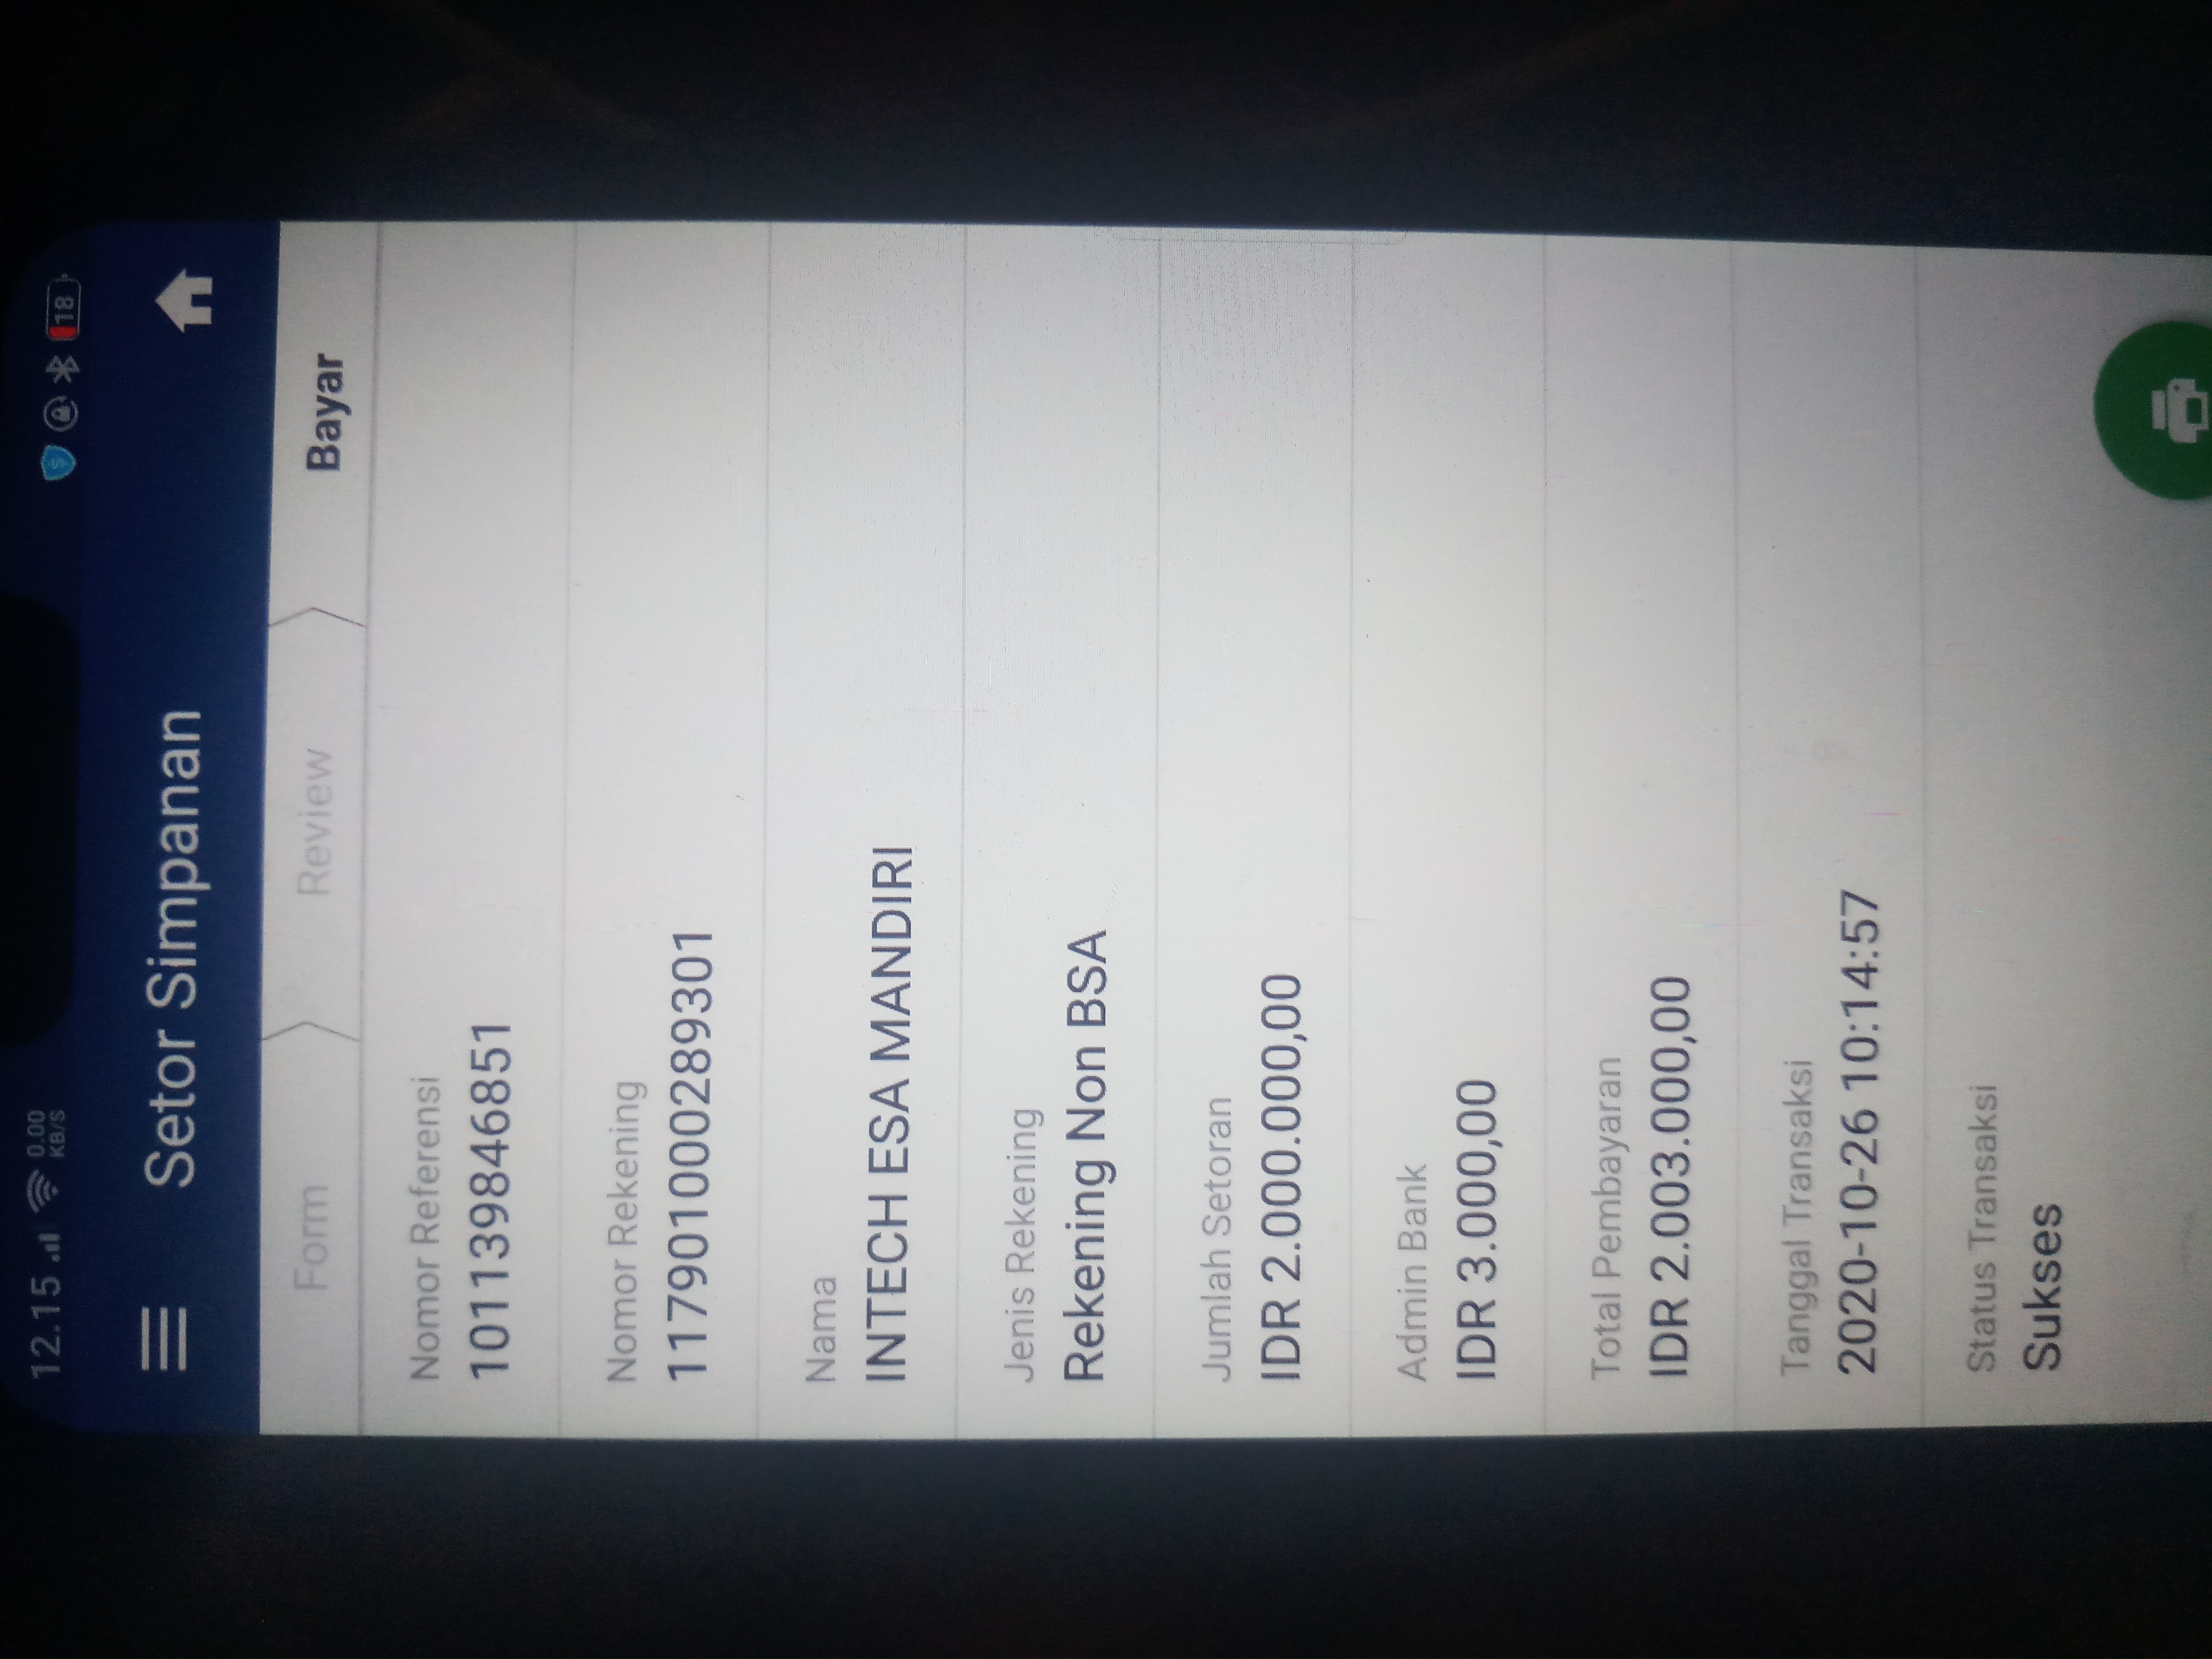 12.15 0.00 KB/S 18
Setor Simpanan
Form Review Bayar
Nomor Referensi
101139846851
Nomor Rekening
117901000289301
Nama
INTECH ESA MANDIRI
Jenis Rekening
Rekening Non BSA
Jumlah Setoran
IDR 2.000.000,00
Admin Bank
IDR 3.000,00
Total Pembayaran
IDR 2.003.000,00
Tanggal Transaksi
2020-10-26 10:14:57
Status Transaksi
Sukses